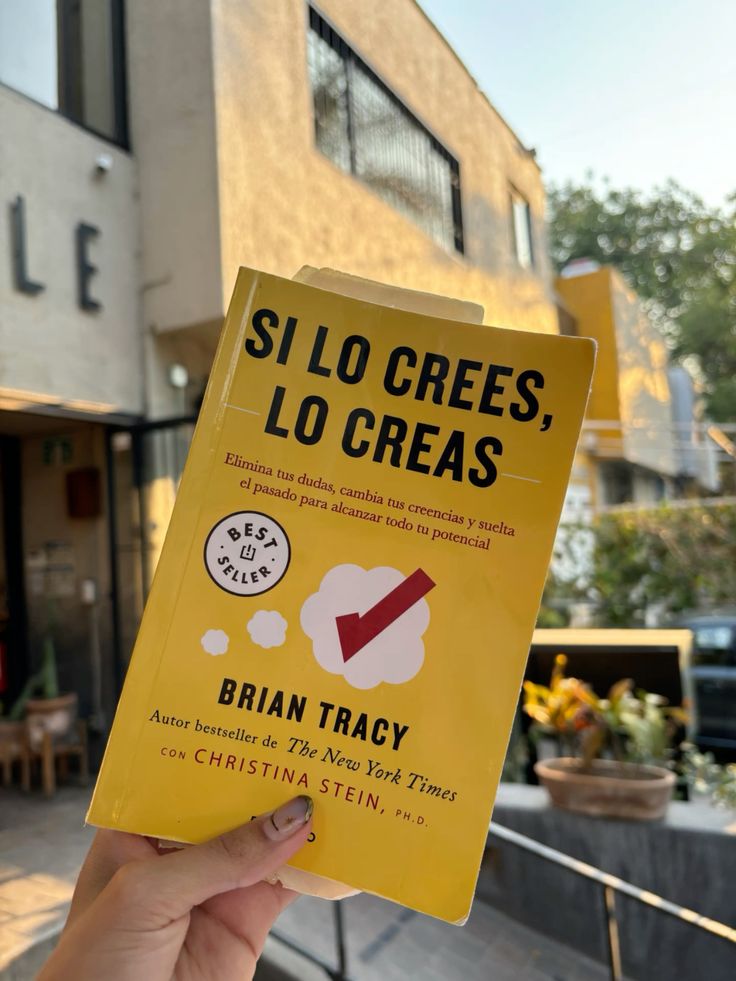 LE
SI LO CREES,
LO CREAS
Elimina tus dudas, cambia tus creencias y suelta
el pasado para alcanzar todo tu potencial
BEST
SELLER
BRIAN TRACY
Autor bestseller de The New York Times
CON CHRISTINA STEIN, PH.D.